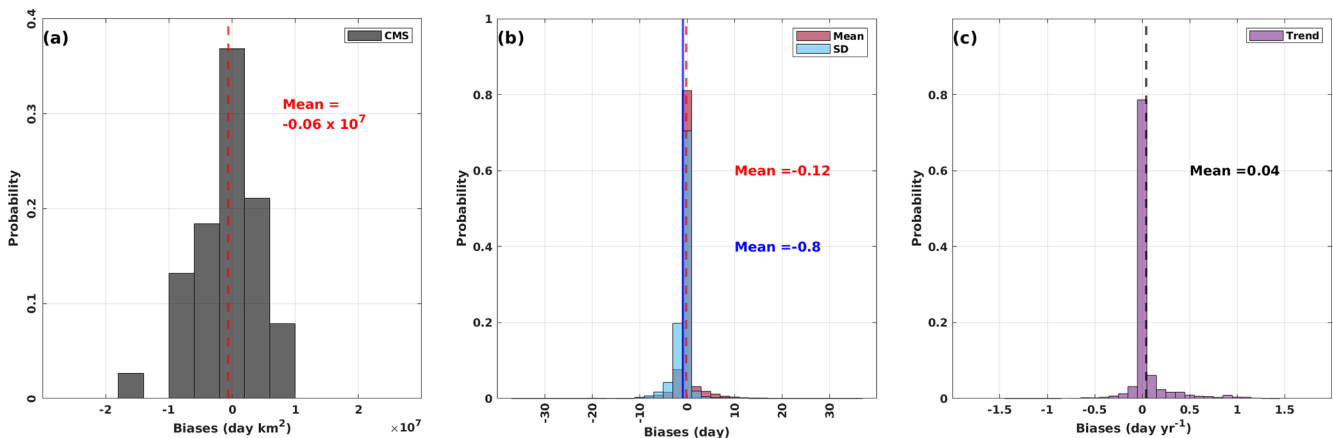 (a)
CMS
Mean =
-0.06 x 10^7
Probability
0
0.1
0.2
0.3
0.4
-2
-1
0
1
2
Biases (day km^2)
×10^7
(b)
Mean
SD
Mean =-0.12
Mean =-0.8
Probability
0
0.2
0.4
0.6
0.8
1
-30
-20
-10
0
10
20
30
Biases (day)
(c)
Trend
Mean =0.04
Probability
0
0.2
0.4
0.6
0.8
1
-1.5
-1
-0.5
0
0.5
1
1.5
Biases (day yr^-1)